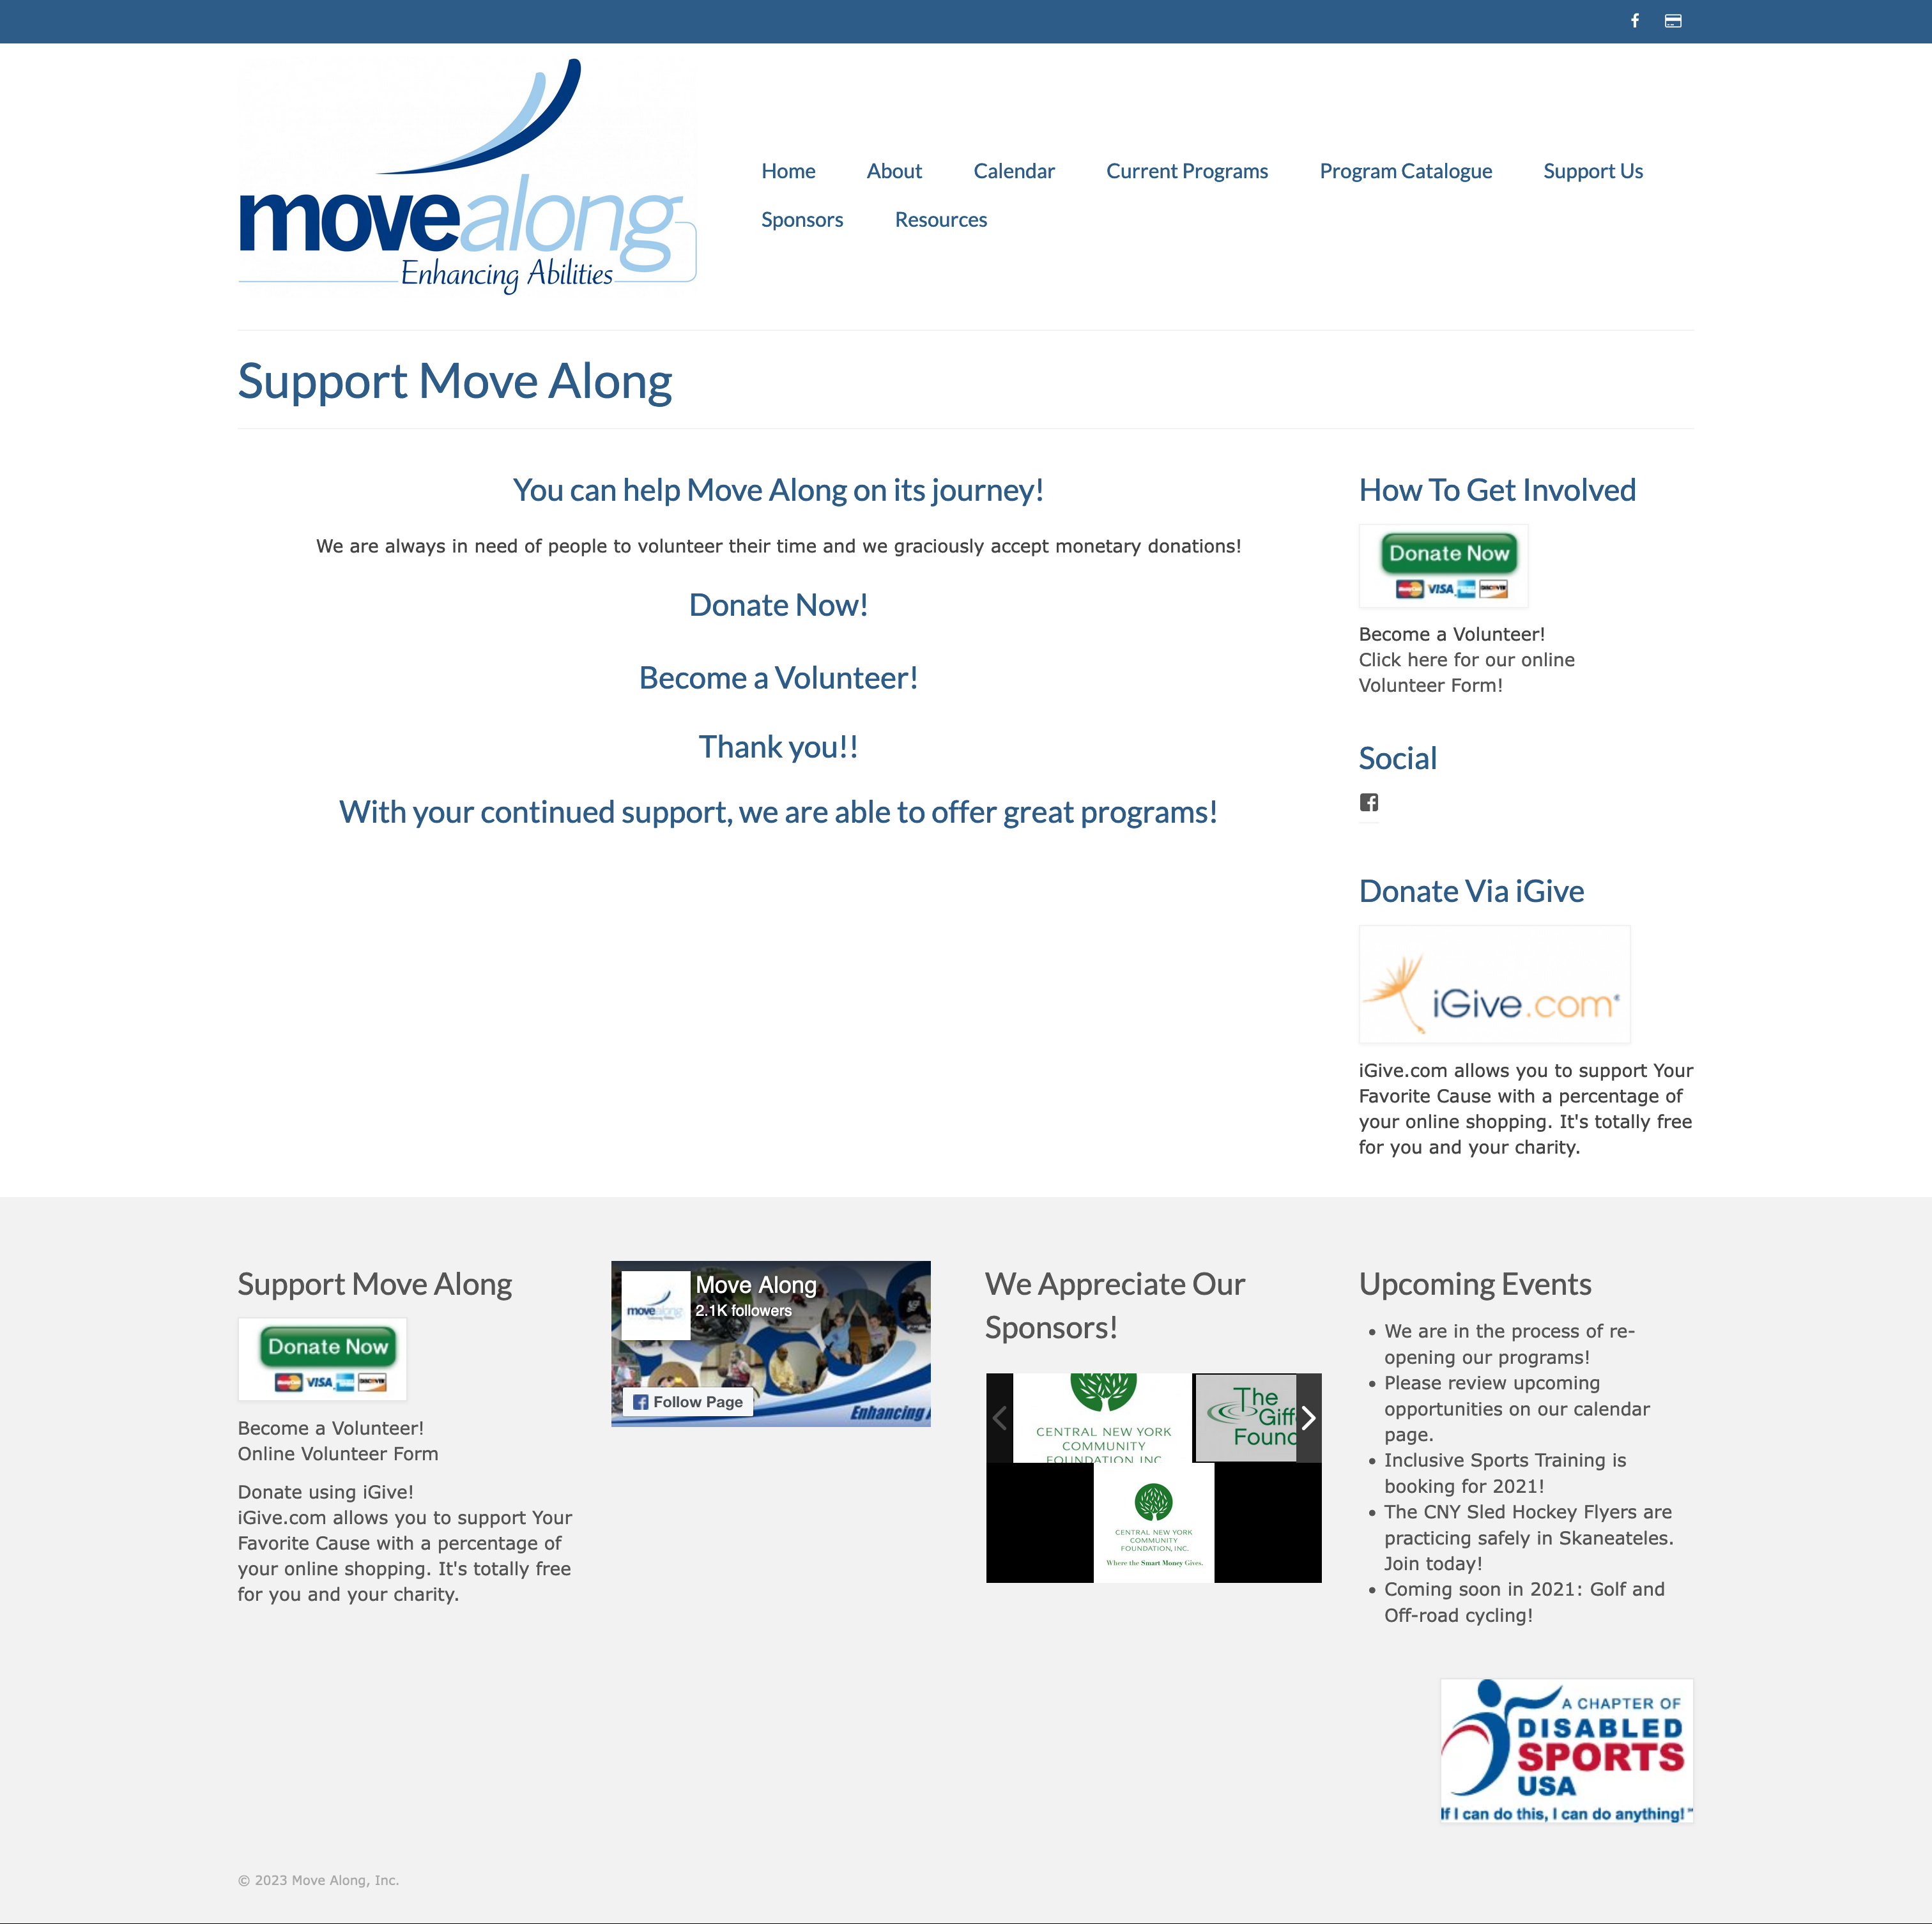 movealong
Enhancing Abilities
Home About Calendar Current Programs Program Catalogue Support Us
Sponsors Resources
Support Move Along
You can help Move Along on its journey!
We are always in need of people to volunteer their time and we graciously accept monetary donations!
Donate Now!
Become a Volunteer!
Thank you!!
With your continued support, we are able to offer great programs!
How To Get Involved
Donate Now
MasterCard VISA DISCOVER
Become a Volunteer!
Click here for our online
Volunteer Form!
Social
Donate Via iGive
iGive.com
iGive.com allows you to support Your
Favorite Cause with a percentage of
your online shopping. It's totally free
for you and your charity.
Support Move Along
Donate Now
MasterCard VISA DISCOVER
Become a Volunteer!
Online Volunteer Form
Donate using iGive!
iGive.com allows you to support Your
Favorite Cause with a percentage of
your online shopping. It's totally free
for you and your charity.
movealong
Move Along
2.1K followers
Follow Page
Enhancing
We Appreciate Our
Sponsors!
CENTRAL NEW YORK
COMMUNITY
FOUNDATION, INC.
The
Giff
Found
CENTRAL NEW YORK
COMMUNITY
FOUNDATION, INC.
Where the Smart Money Gives.
Upcoming Events
We are in the process of re-
opening our programs!
Please review upcoming
opportunities on our calendar
page.
Inclusive Sports Training is
booking for 2021!
The CNY Sled Hockey Flyers are
practicing safely in Skaneateles.
Join today!
Coming soon in 2021: Golf and
Off-road cycling!
A CHAPTER OF
DISABLED
SPORTS
USA
If I can do this, I can do anything!
© 2023 Move Along, Inc.